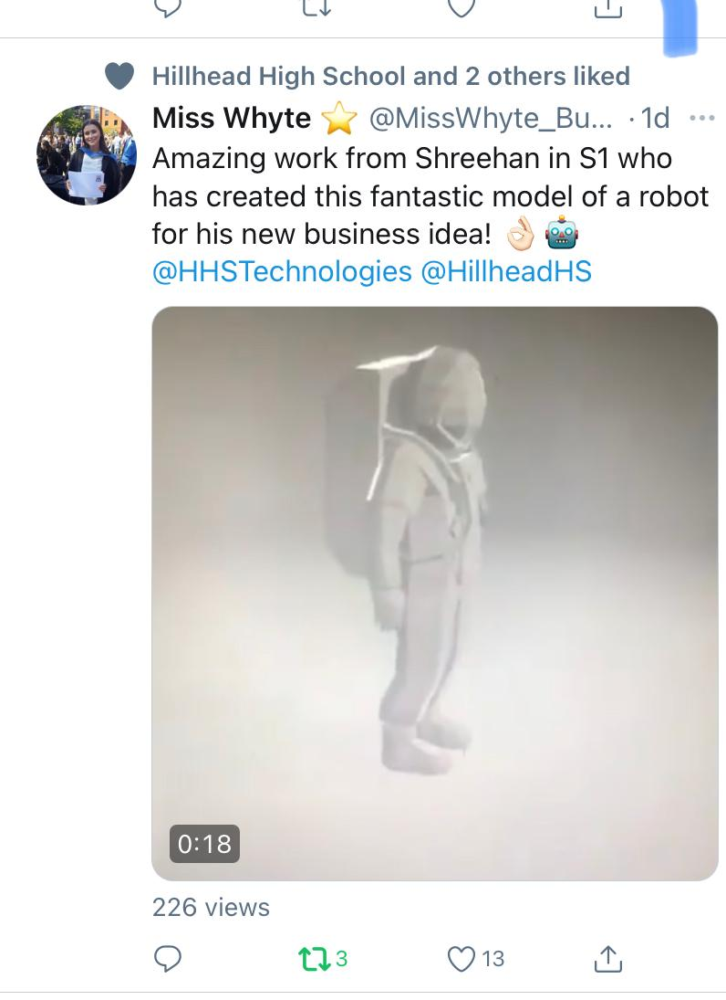 Hillhead High School and 2 others liked
Miss Whyte ⭐ @MissWhyte_Bu... · 1d ...
Amazing work from Shreehan in S1 who
has created this fantastic model of a robot
for his new business idea! 👌🏻 🤖
@HHSTechnologies @HillheadHS
0:18
226 views
3 13